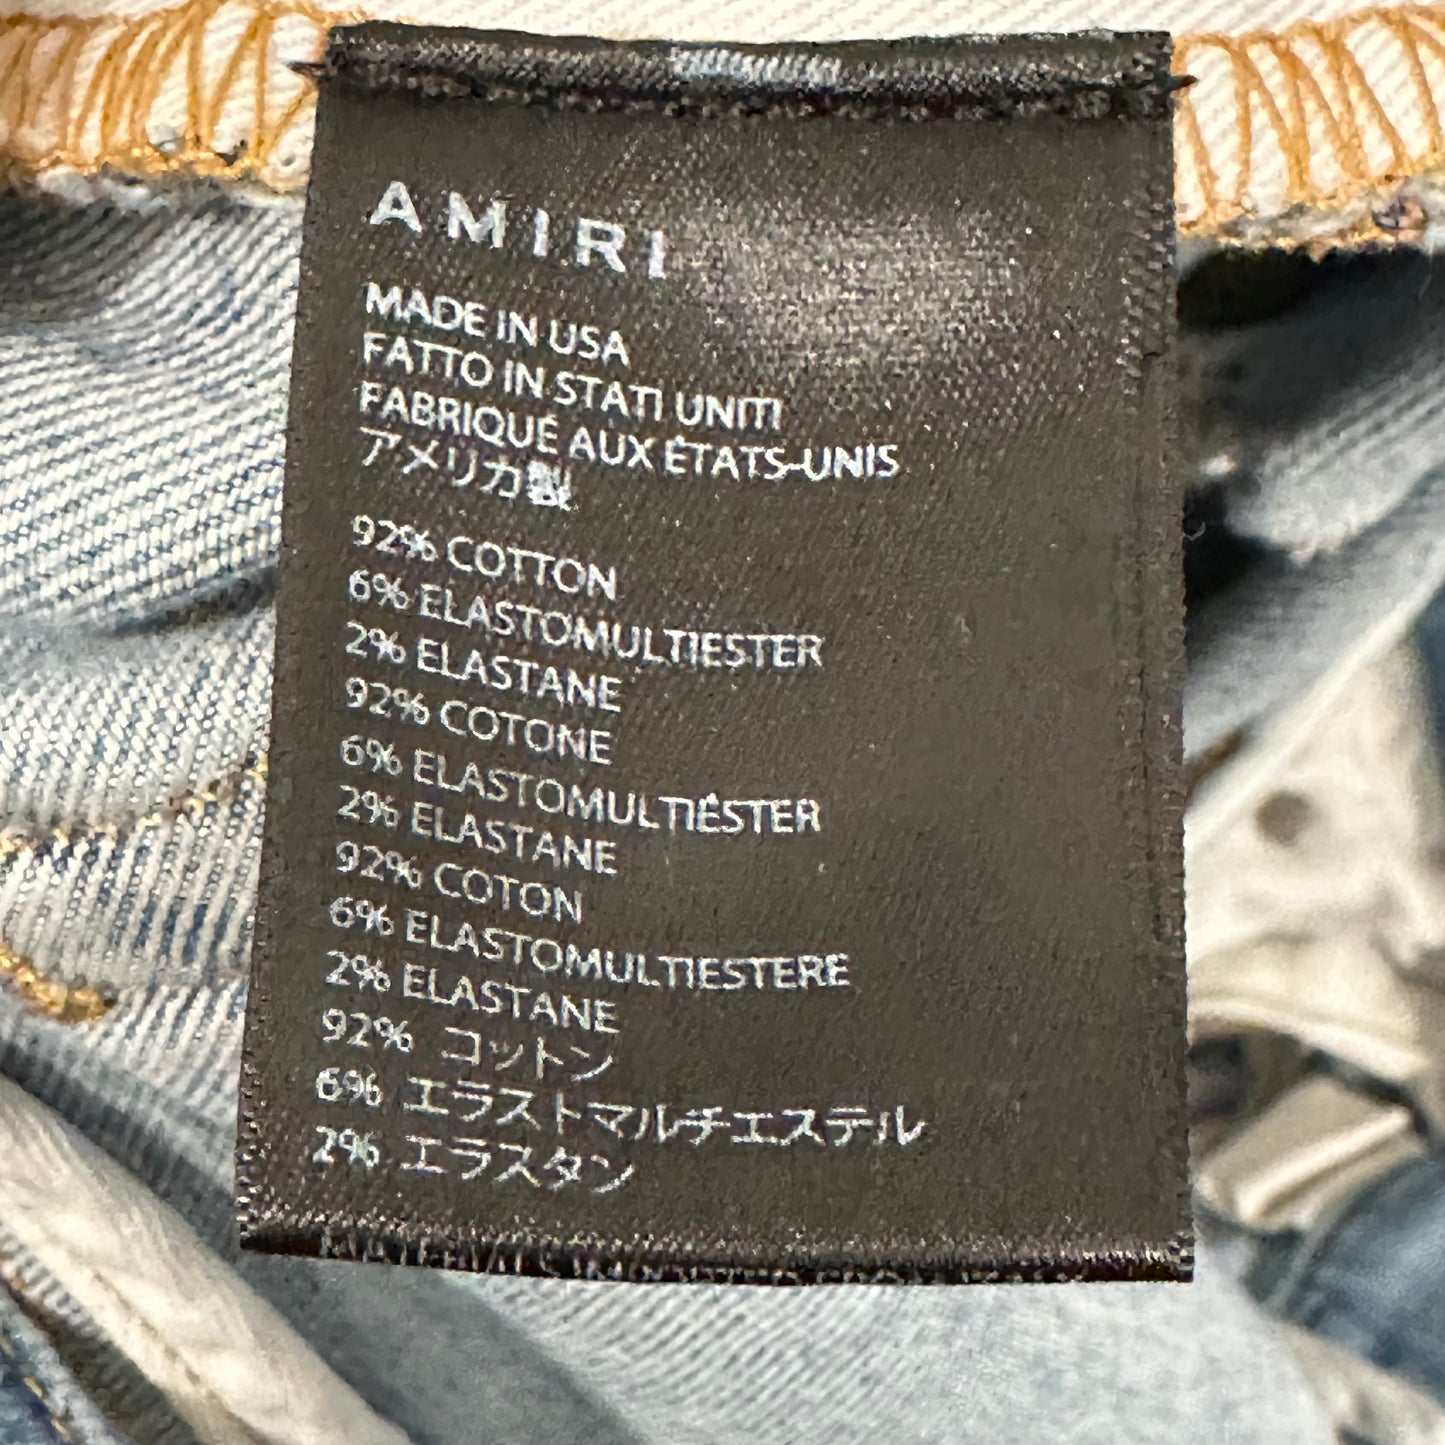 AMIRI
MADE IN USA
FATTO IN STATI UNITI
FABRIQUÉ AUX ÉTATS-UNIS
アメリカ製
92% COTTON
6% ELASTOMULTIESTER
2% ELASTANE
92% COTONE
6% ELASTOMULTIÉSTER
2% ELASTANE
92% COTON
6% ELASTOMULTIESTERE
2% ELASTANE
92% コットン
6% エラストマルチエステル
2% エラスタン